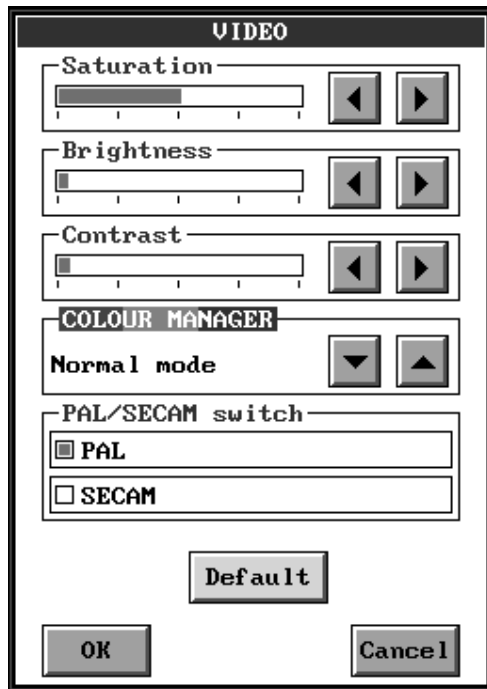 VIDEO
Saturation
Brightness
Contrast
COLOUR MANAGER
Normal mode
PAL/SECAM switch
PAL
SECAM
Default
OK
Cancel